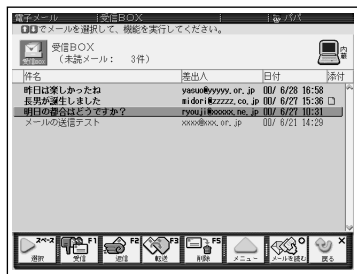 電子メール 受信BOX パパ
でメールを選択して、機能を実行してください。
受信BOX
(未読メール: 3件)
受信BOX
内蔵
件名 差出人 日付 添付
昨日は楽しかったね yasuo@yyyy.or.jp 00/ 6/28 16:58
長男が誕生しました midori@zzzzz,co,jp 00/ 6/27 15:36
明日の都合はどうですか? ryouji@xxxxx,ne,jp 00/ 6/27 10:31
メールの送信テスト xxxx@xxx.or.jp 00/ 6/21 14:29
スペース F1 F2 F3 F5 O X
選択 受信 返信 転送 削除 メニュー メールを読む 戻る